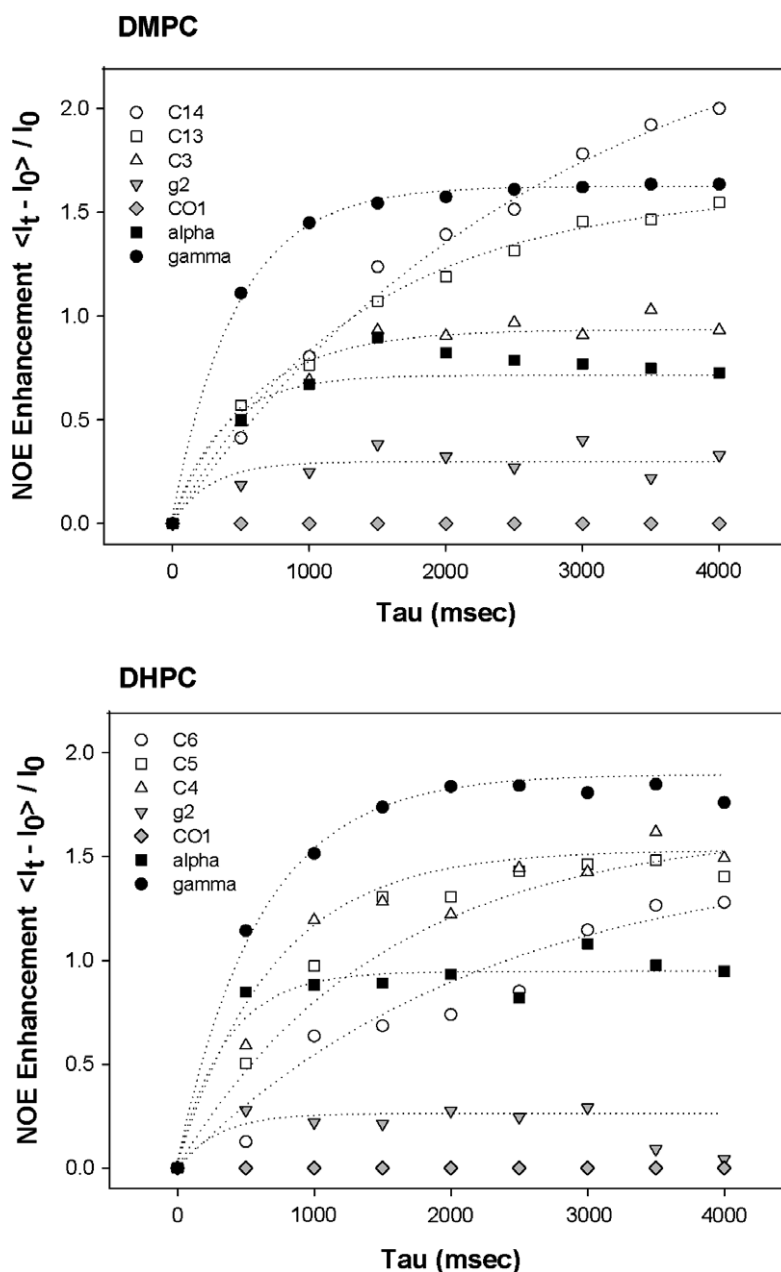 DMPC
NOE Enhancement <It - I0> / I0
2.0
1.5
1.0
0.5
0.0
C14
C13
C3
g2
CO1
alpha
gamma
0 1000 2000 3000 4000
Tau (msec)
DHPC
NOE Enhancement <It - I0> / I0
2.0
1.5
1.0
0.5
0.0
C6
C5
C4
g2
CO1
alpha
gamma
0 1000 2000 3000 4000
Tau (msec)